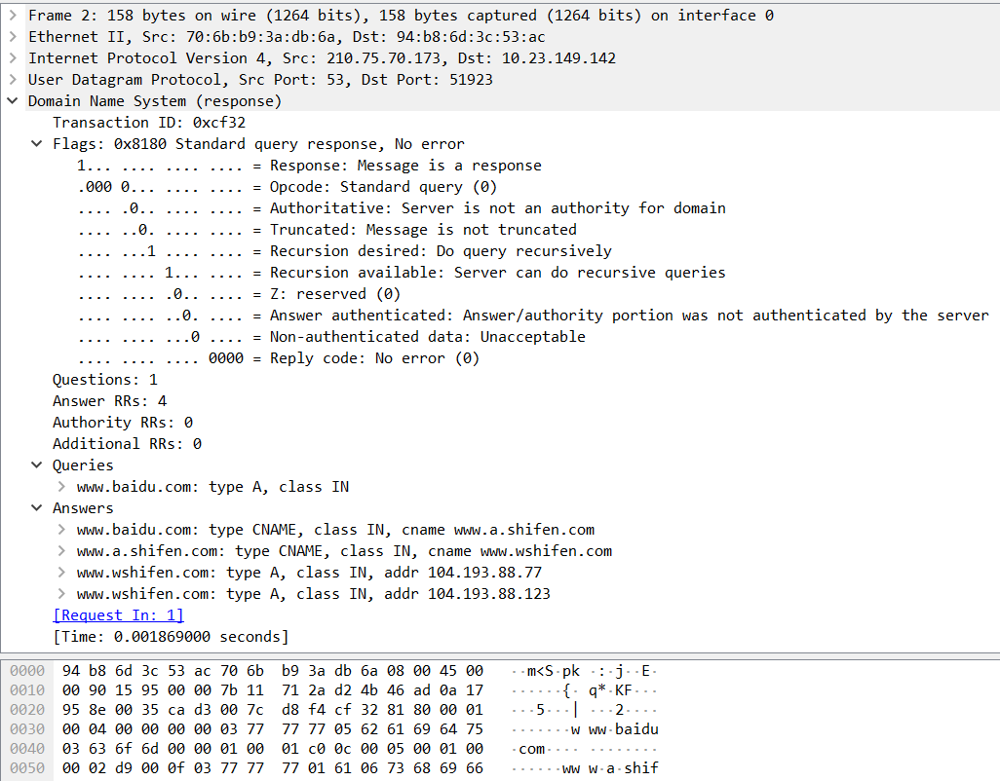 Frame 2: 158 bytes on wire (1264 bits), 158 bytes captured (1264 bits) on interface 0
Ethernet II, Src: 70:6b:b9:3a:db:6a, Dst: 94:b8:6d:3c:53:ac
Internet Protocol Version 4, Src: 210.75.70.173, Dst: 10.23.149.142
User Datagram Protocol, Src Port: 53, Dst Port: 51923
Domain Name System (response)
Transaction ID: 0xcf32
Flags: 0x8180 Standard query response, No error
1... .... .... .... = Response: Message is a response
.000 0... .... .... = Opcode: Standard query (0)
.... .0.. .... .... = Authoritative: Server is not an authority for domain
.... ..0. .... .... = Truncated: Message is not truncated
.... ...1 .... .... = Recursion desired: Do query recursively
.... .... 1... .... = Recursion available: Server can do recursive queries
.... .... .0.. .... = Z: reserved (0)
.... .... ..0. .... = Answer authenticated: Answer/authority portion was not authenticated by the server
.... .... ...0 .... = Non-authenticated data: Unacceptable
.... .... .... 0000 = Reply code: No error (0)
Questions: 1
Answer RRs: 4
Authority RRs: 0
Additional RRs: 0
Queries
www.baidu.com: type A, class IN
Answers
www.baidu.com: type CNAME, class IN, cname www.a.shifen.com
www.a.shifen.com: type CNAME, class IN, cname www.wshifen.com
www.wshifen.com: type A, class IN, addr 104.193.88.77
www.wshifen.com: type A, class IN, addr 104.193.88.123
[Request In: 1]
[Time: 0.001869000 seconds]
0000 94 b8 6d 3c 53 ac 70 6b b9 3a db 6a 08 00 45 00 ··m<S·pk ·:·j··E·
0010 00 90 15 95 00 00 7b 11 71 2a d2 4b 46 ad 0a 17 ······{· q*·KF···
0020 95 8e 00 35 ca d3 00 7c d8 f4 cf 32 81 80 00 01 ···5···| ···2····
0030 00 04 00 00 00 00 03 77 77 77 05 62 61 69 64 75 ·······w ww·baidu
0040 03 63 6f 6d 00 00 01 00 01 c0 0c 00 05 00 01 00 ·com···· ········
0050 00 02 d9 00 0f 03 77 77 77 01 61 06 73 68 69 66 ······ww w·a·shif